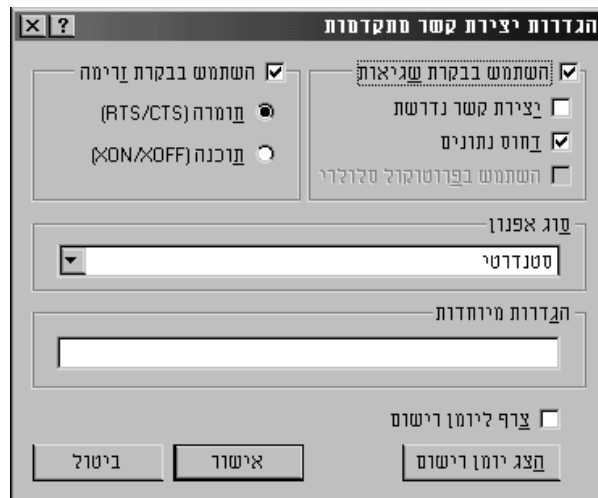 הגדרות יצירת קשר מתקדמות
השתמש בבקרת שגיאות
יצירת קשר נדרשת
דחוס נתונים
השתמש בפרוטוקול סלולרי
השתמש בבקרת זרימה
חומרה (RTS/CTS)
תוכנה (XON/XOFF)
סוג אפנון
סטנדרטי
הגדרות מיוחדות
צרף ליומן רישום
הצג יומן רישום
אישור
ביטול